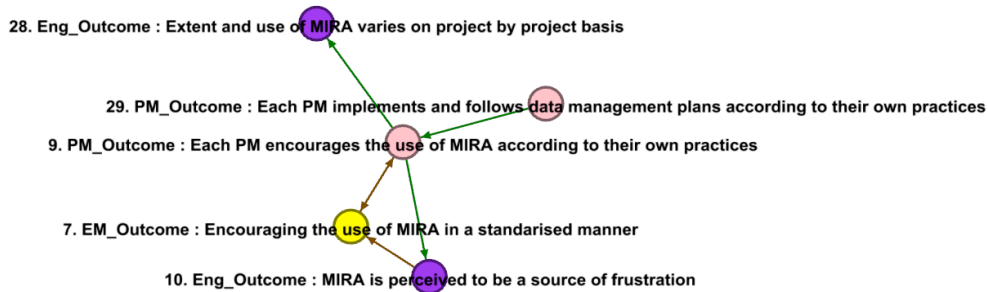 28. Eng_Outcome : Extent and use of MIRA varies on project by project basis
29. PM_Outcome : Each PM implements and follows data management plans according to their own practices
9. PM_Outcome : Each PM encourages the use of MIRA according to their own practices
7. EM_Outcome : Encouraging the use of MIRA in a standarised manner
10. Eng_Outcome : MIRA is perceived to be a source of frustration